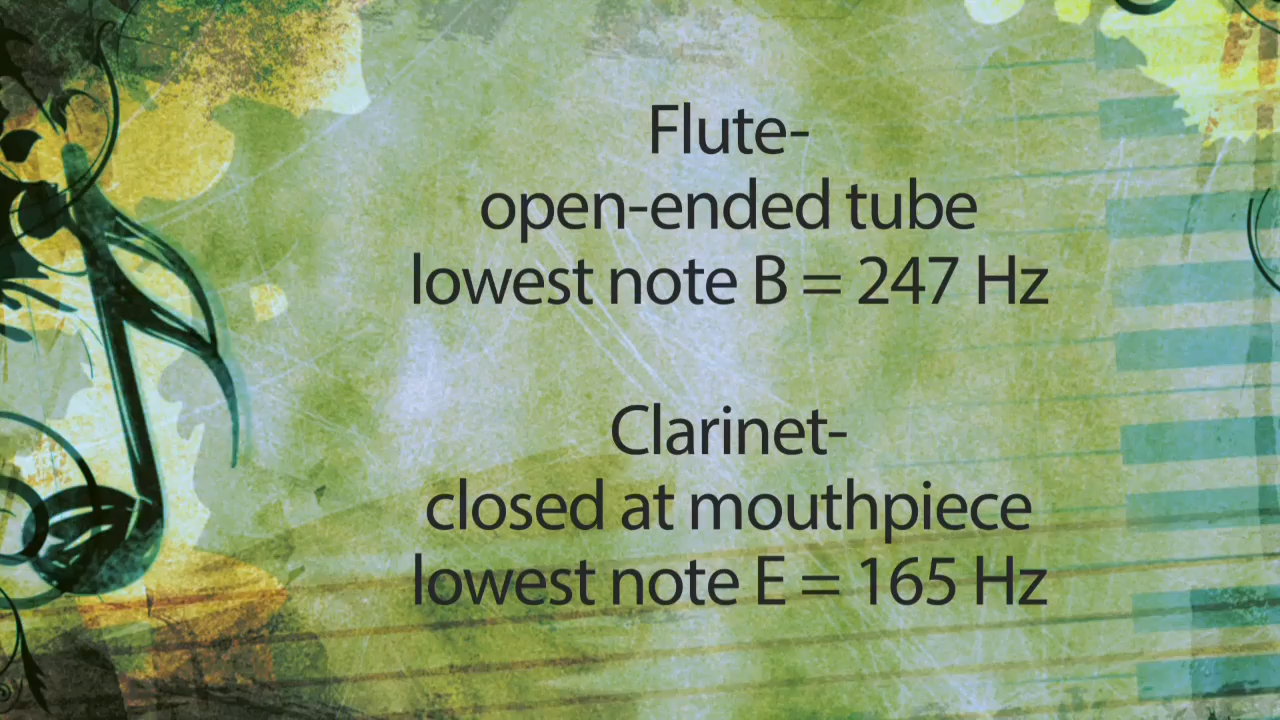 Flute-
open-ended tube
lowest note B = 247 Hz
Clarinet-
closed at mouthpiece
lowest note E = 165 Hz